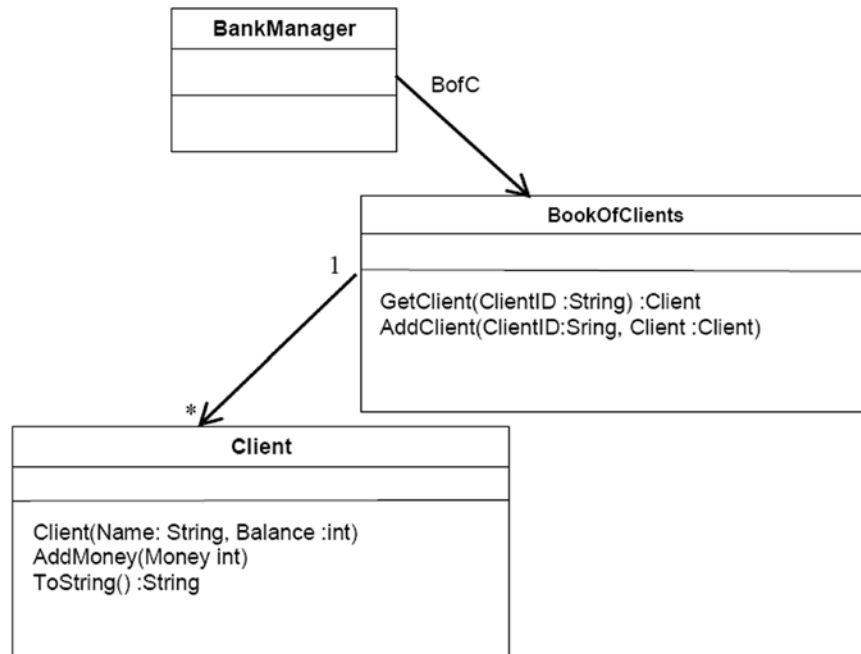 BankManager
BofC
BookOfClients
1
GetClient(ClientID :String) :Client
AddClient(ClientID:Sring, Client :Client)
*
Client
Client(Name: String, Balance :int)
AddMoney(Money int)
ToString() :String